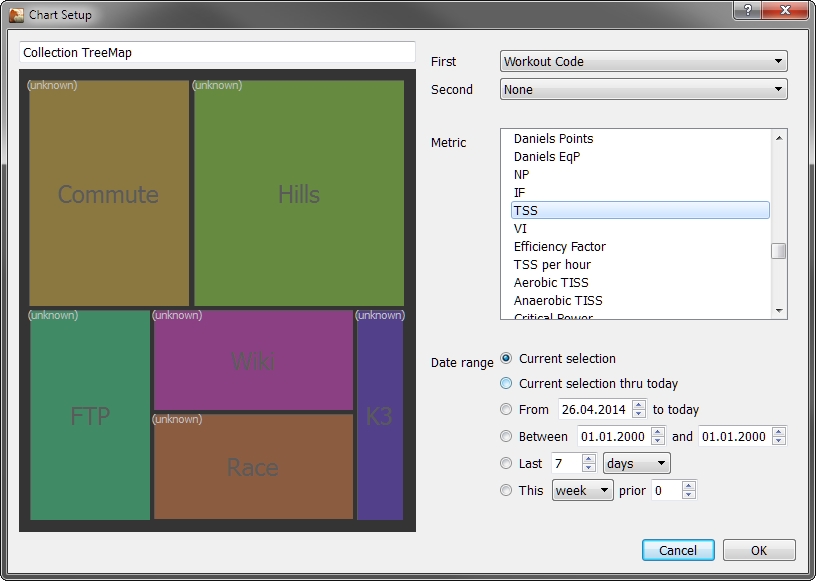 Chart Setup
?
Collection TreeMap
(unknown)
Commute
(unknown)
Hills
(unknown)
FTP
(unknown)
Wiki
(unknown)
K3
(unknown)
Race
First
Workout Code
Second
None
Metric
Daniels Points
Daniels EqP
NP
IF
TSS
VI
Efficiency Factor
TSS per hour
Aerobic TISS
Anaerobic TISS
Critical Power
Date range
Current selection
Current selection thru today
From 26.04.2014 to today
Between 01.01.2000 and 01.01.2000
Last 7 days
This week prior 0
Cancel
OK